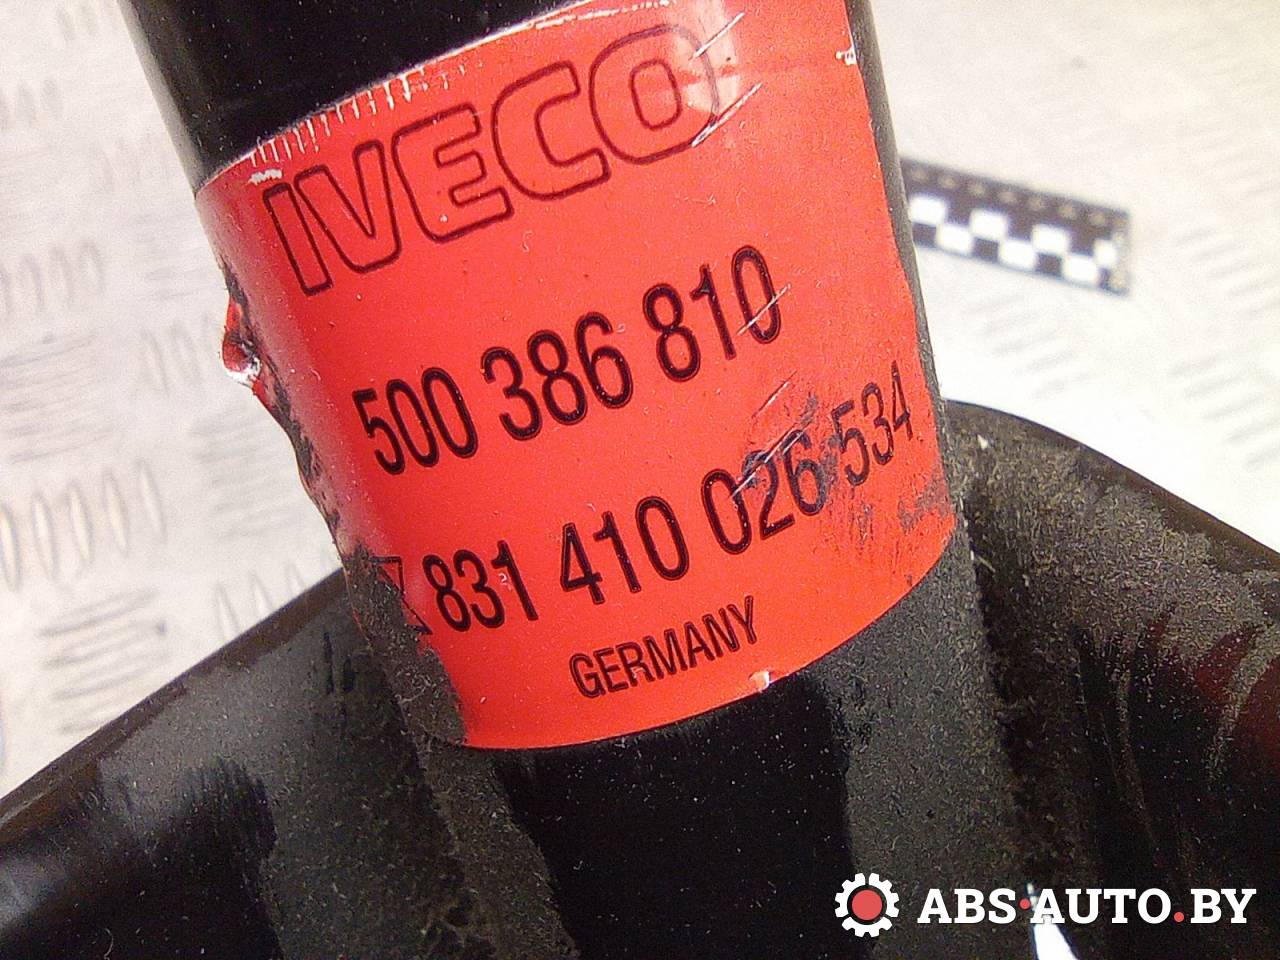 IVECO
500 386 810
831 410 026 534
GERMANY
ABS·AUTO.BY